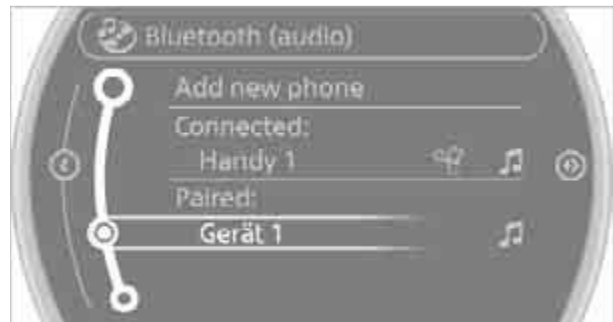 Bluetooth (audio)
Add new phone
Connected:
Handy 1
Paired:
Gerät 1